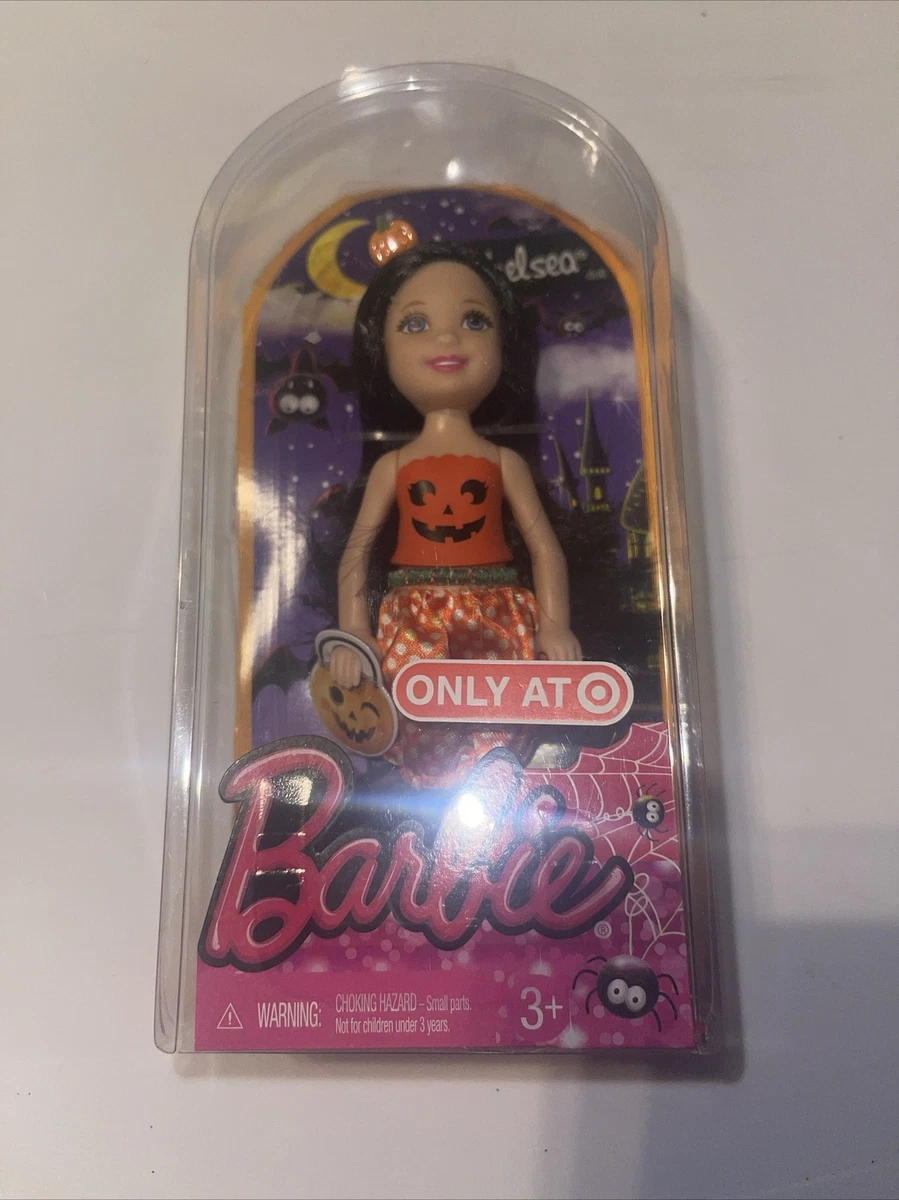 elsea®
ONLY AT
Barbie®
WARNING:
CHOKING HAZARD – Small parts.
Not for children under 3 years.
3+